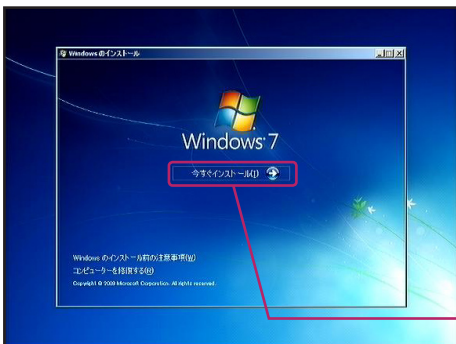 Windows のインストール
Windows 7
今すぐインストール(I)
Windows のインストール前の注意事項(W)
コンピューターを修復する(R)
Copyright © 2009 Microsoft Corporation. All rights reserved.